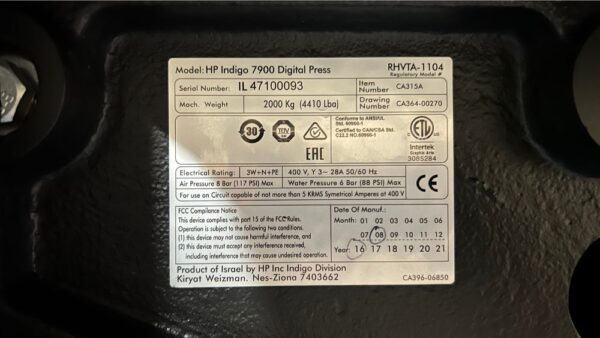 Model: HP Indigo 7900 Digital Press
RHVTA-1104
Regulatory Model #
Serial Number: IL 47100093
Item Number CA315A
Mach. Weight 2000 Kg (4410 Lba)
Drawing Number CA364-00270
30
TÜV
EAC
Conforms to ANSI/UL
Std. 60950-1
Certified to CAN/CSA Std
C22.2 NO.60950-1
ETL
Intertek
3085284
Electrical Rating: 3W+N+PE 400 V, Y 3~ 28A 50/60 Hz
Air Pressure 8 Bar (117 PSI) Max Water Pressure 6 Bar (88 PSI) Max
For use on Circuit capable of not more than 5 KRMS Symetrical Amperes at 400 V
CE
FCC Compliance Notice
This device complies with part 15 of the FCC Rules.
Operation is subject to the following two conditions.
(1) this device may not cause harmful interference, and
(2) this device must accept any interference received,
including interference that may cause undesired operation.
Date Of Manuf.:
Month: 01 02 03 04 05 06
07 08 09 10 11 12
Year: 16 17 18 19 20 21
Product of Israel by HP Inc Indigo Division
Kiryat Weizman. Nes-Ziona 7403662
CA396-06850